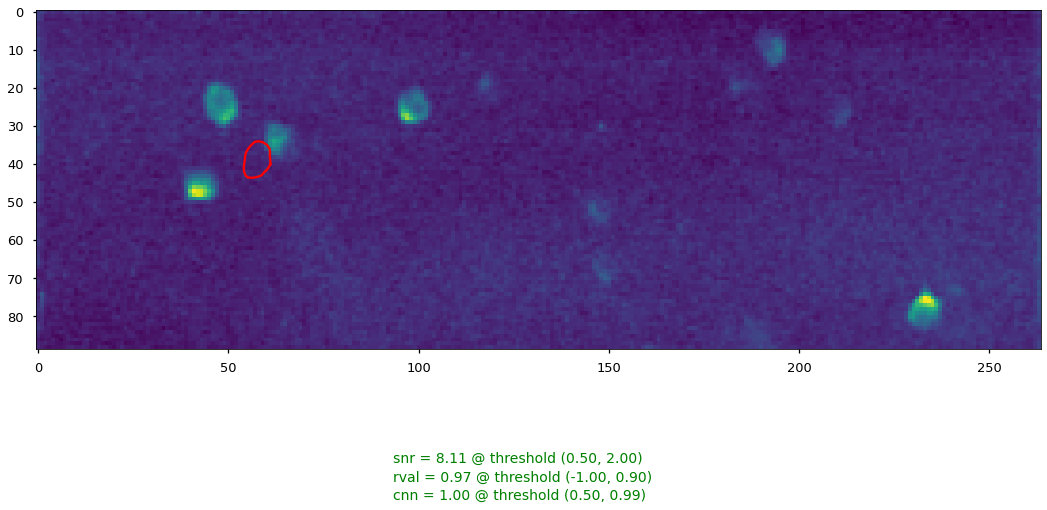 0
10
20
30
40
50
60
70
80
0 50 100 150 200 250
snr = 8.11 @ threshold (0.50, 2.00)
rval = 0.97 @ threshold (-1.00, 0.90)
cnn = 1.00 @ threshold (0.50, 0.99)